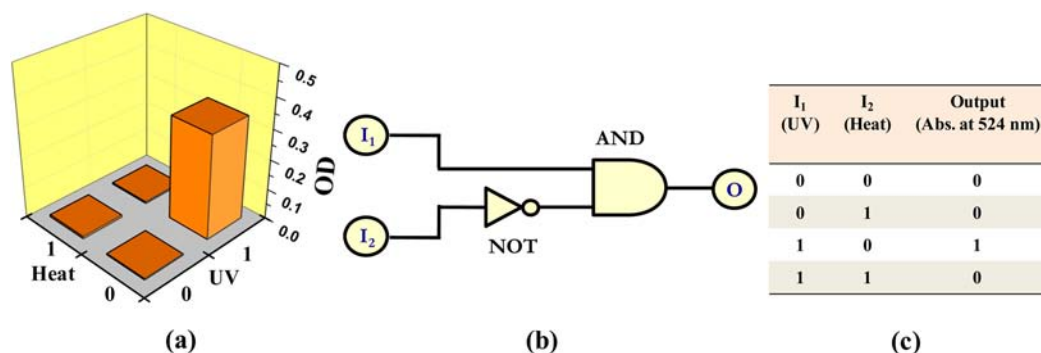 0.5
0.4
0.3
0.2
0.1
0.0
OD
1
Heat
0
0
UV
1
(a)
I1
I2
NOT
AND
O
(b)
I1 I2 Output
(UV) (Heat) (Abs. at 524 nm)
0 0 0
0 1 0
1 0 1
1 1 0
(c)